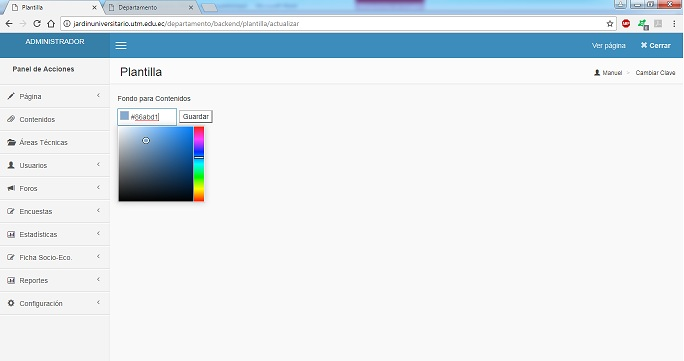 Plantilla
Departamento
jardinuniversitario.utm.edu.ec/departamento/backend/plantilla/actualizar
ADMINISTRADOR
Ver página
Cerrar
Panel de Acciones
Plantilla
Manuel > Cambiar Clave
Página
Contenidos
Áreas Técnicas
Usuarios
Foros
Encuestas
Estadísticas
Ficha Socio-Eco.
Reportes
Configuración
Fondo para Contenidos
#86abd1
Guardar